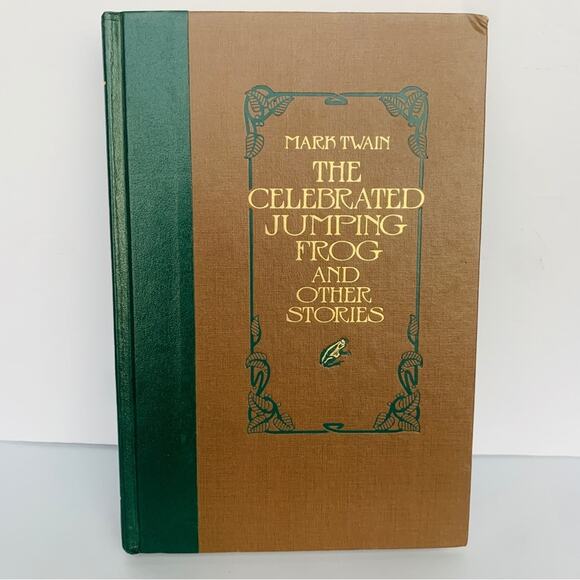 MARK TWAIN
THE
CELEBRATED
JUMPING
FROG
AND
OTHER
STORIES